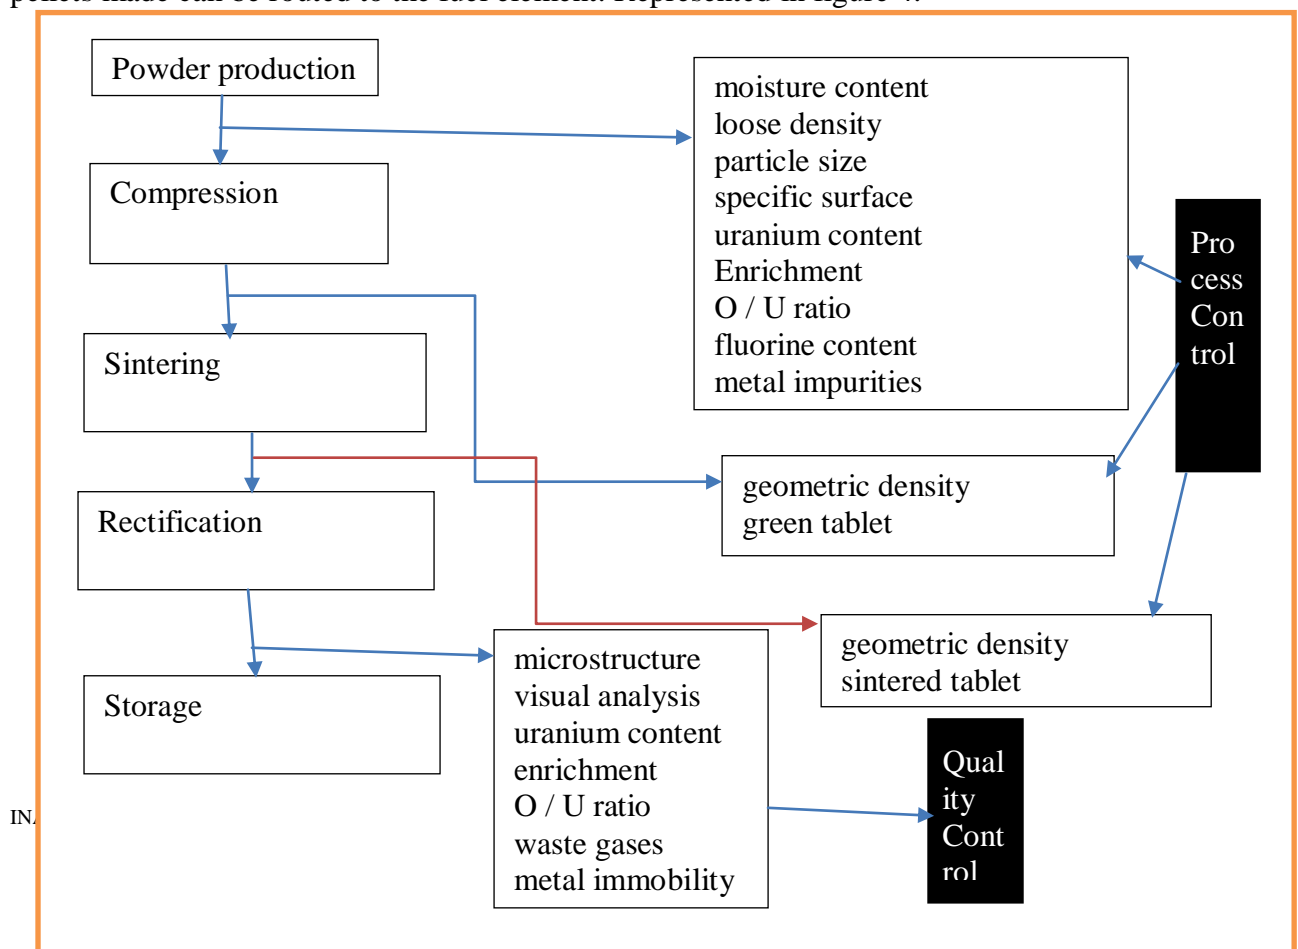 pellets made can be routed to the fuel element. Represented in figure 4.
Powder production
Compression
Sintering
Rectification
Storage
moisture content
loose density
particle size
specific surface
uranium content
Enrichment
O / U ratio
fluorine content
metal impurities
Pro
cess
Con
trol
geometric density
green tablet
geometric density
sintered tablet
microstructure
visual analysis
uranium content
enrichment
O / U ratio
waste gases
metal immobility
Qual
ity
Cont
rol